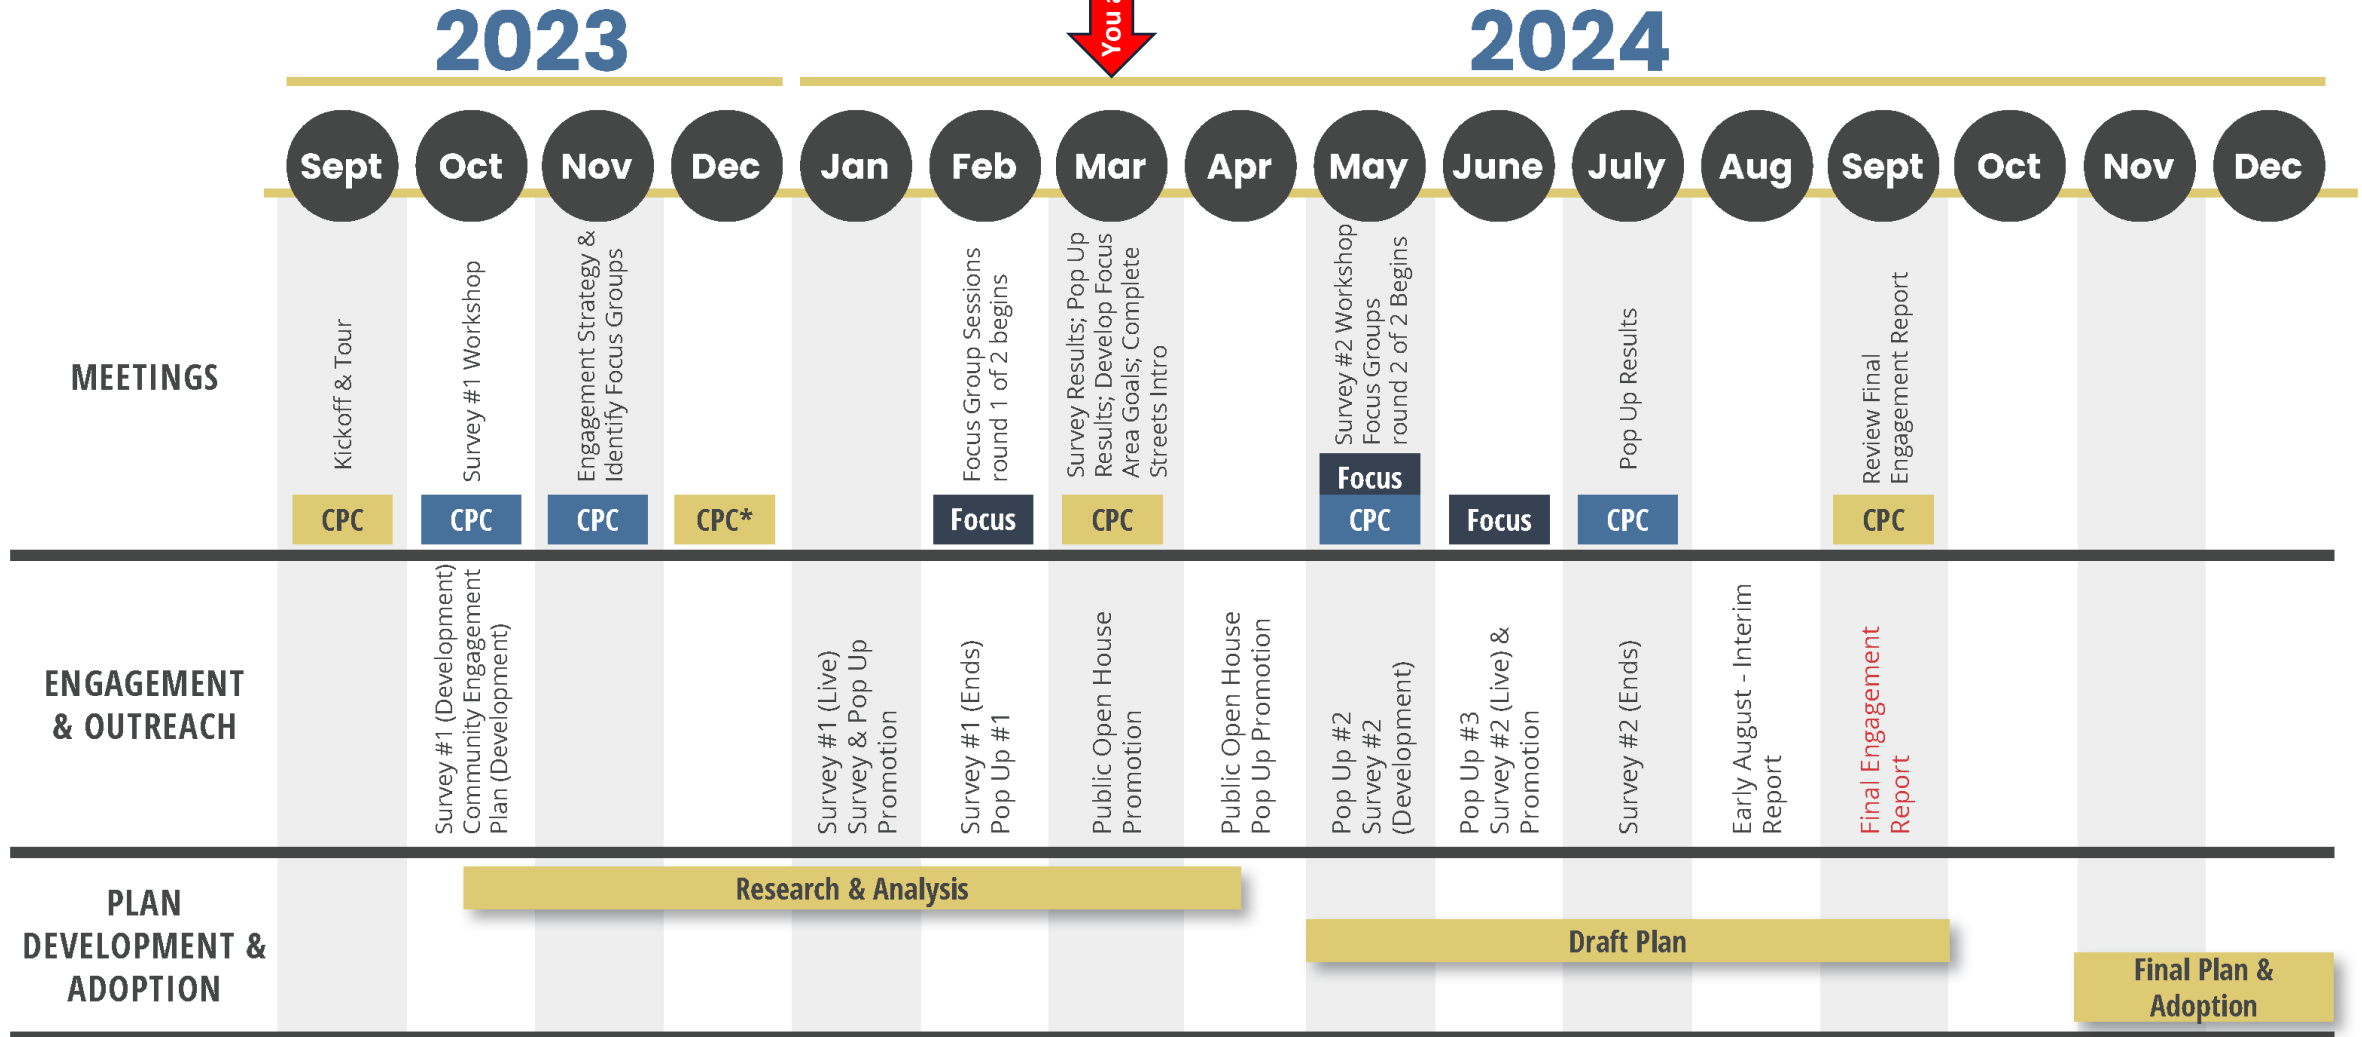 2023
You
2024
Sept
Oct
Nov
Dec
Jan
Feb
Mar
Apr
May
June
July
Aug
Sept
Oct
Nov
Dec
MEETINGS
Kickoff & Tour
Survey #1 Workshop
Engagement Strategy &
Identify Focus Groups
Focus Group Sessions
round 1 of 2 begins
Survey Results; Pop Up
Results; Develop Focus
Area Goals; Complete
Streets Intro
Survey #2 Workshop
Focus Groups
round 2 of 2 Begins
Pop Up Results
Review Final
Engagement Report
CPC
CPC
CPC
CPC*
Focus
CPC
Focus
CPC
Focus
CPC
CPC
ENGAGEMENT
& OUTREACH
Survey #1 (Development)
Community Engagement
Plan (Development)
Survey #1 (Live)
Survey & Pop Up
Promotion
Survey #1 (Ends)
Pop Up #1
Public Open House
Promotion
Public Open House
Pop Up Promotion
Pop Up #2
Survey #2
(Development)
Pop Up #3
Survey #2 (Live) &
Promotion
Survey #2 (Ends)
Early August - Interim
Report
Final Engagement
Report
PLAN
DEVELOPMENT &
ADOPTION
Research & Analysis
Draft Plan
Final Plan &
Adoption